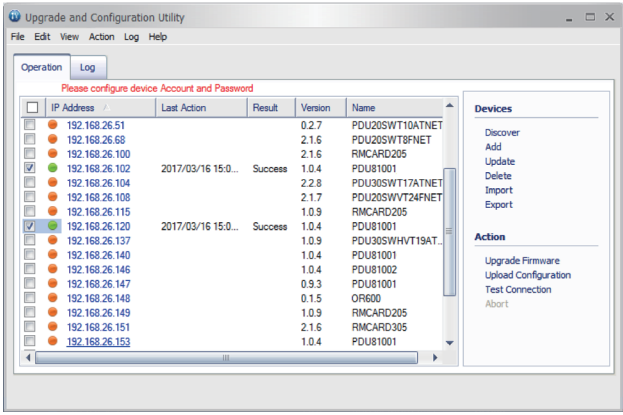 Upgrade and Configuration Utility
File Edit View Action Log Help
Operation Log
Please configure device Account and Password
IP Address Last Action Result Version Name
192.168.26.51 0.2.7 PDU20SWT10ATNET
192.168.26.68 2.1.6 PDU20SWT8FNET
192.168.26.100 2.1.6 RMCARD205
192.168.26.102 2017/03/16 15:0... Success 1.0.4 PDU81001
192.168.26.104 2.2.8 PDU30SWT17ATNET
192.168.26.108 2.1.7 PDU20SWVT24FNET
192.168.26.115 1.0.9 RMCARD205
192.168.26.120 2017/03/16 15:0... Success 1.0.4 PDU81001
192.168.26.137 1.0.9 PDU30SWHVT19AT...
192.168.26.140 1.0.4 PDU81001
192.168.26.146 1.0.4 PDU81002
192.168.26.147 0.9.3 PDU81001
192.168.26.148 0.1.5 OR600
192.168.26.149 1.0.9 RMCARD205
192.168.26.151 2.1.6 RMCARD305
192.168.26.153 1.0.4 PDU81001
Devices
Discover
Add
Update
Delete
Import
Export
Action
Upgrade Firmware
Upload Configuration
Test Connection
Abort